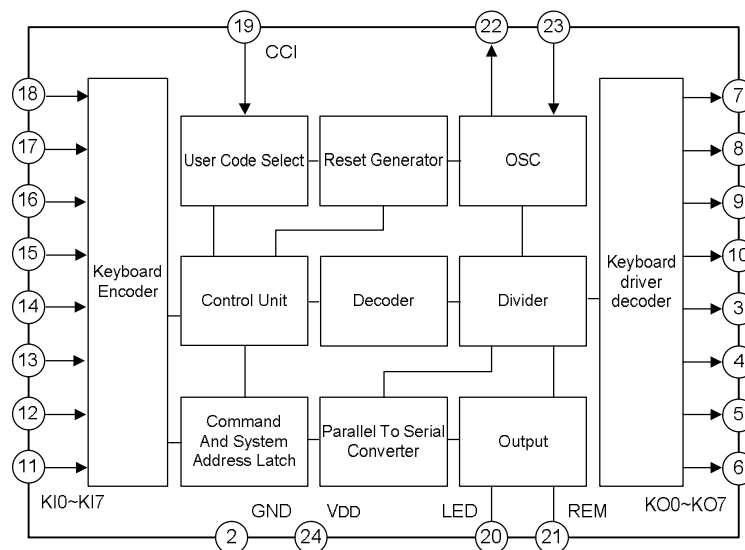 19
CCI
22
23
18
17
16
15
14
13
12
11
KI0~KI7
Keyboard
Encoder
User Code Select
Reset Generator
OSC
Control Unit
Decoder
Divider
Command
And System
Address Latch
Parallel To Serial
Converter
Output
Keyboard
driver
decoder
7
8
9
10
3
4
5
6
KO0~KO7
GND
VDD
LED
REM
2
24
20
21